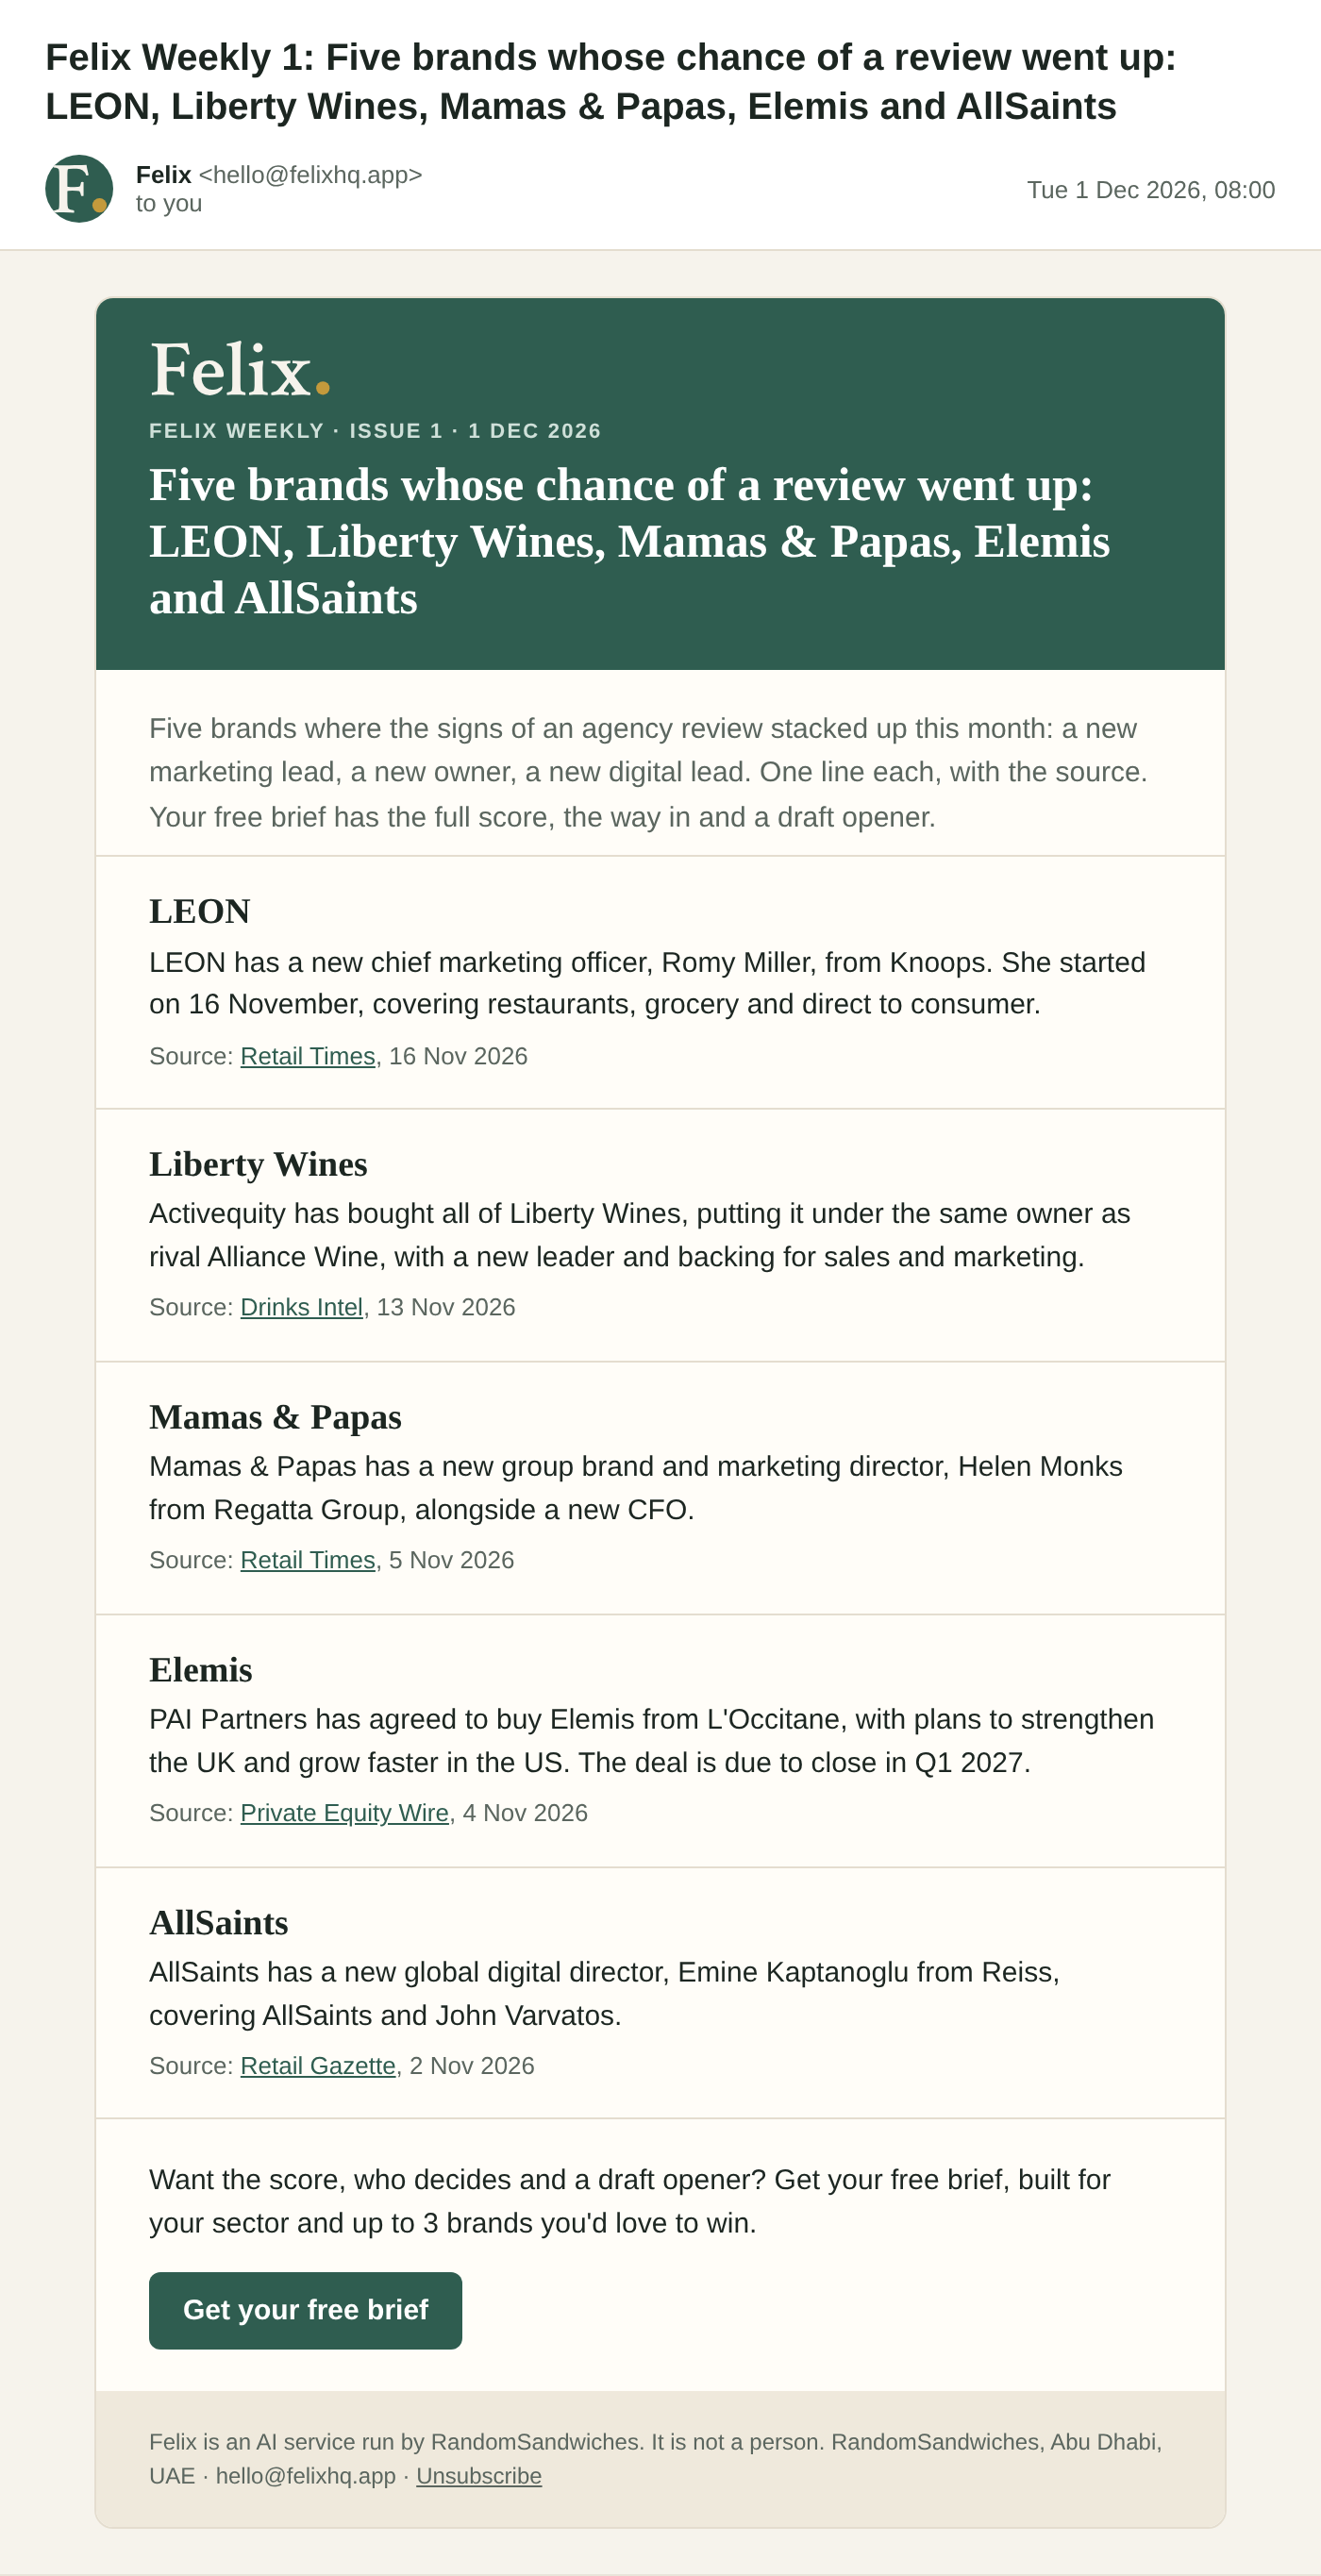 Felix Weekly 1: Five brands whose chance of a review went up:
LEON, Liberty Wines, Mamas & Papas, Elemis and AllSaints
F.
Felix <hello@felixhq.app>
to you
Tue 1 Dec 2026, 08:00
Felix.
FELIX WEEKLY · ISSUE 1 · 1 DEC 2026
Five brands whose chance of a review went up:
LEON, Liberty Wines, Mamas & Papas, Elemis
and AllSaints
Five brands where the signs of an agency review stacked up this month: a new
marketing lead, a new owner, a new digital lead. One line each, with the source.
Your free brief has the full score, the way in and a draft opener.
LEON
LEON has a new chief marketing officer, Romy Miller, from Knoops. She started
on 16 November, covering restaurants, grocery and direct to consumer.
Source: Retail Times, 16 Nov 2026
Liberty Wines
Activequity has bought all of Liberty Wines, putting it under the same owner as
rival Alliance Wine, with a new leader and backing for sales and marketing.
Source: Drinks Intel, 13 Nov 2026
Mamas & Papas
Mamas & Papas has a new group brand and marketing director, Helen Monks
from Regatta Group, alongside a new CFO.
Source: Retail Times, 5 Nov 2026
Elemis
PAI Partners has agreed to buy Elemis from L'Occitane, with plans to strengthen
the UK and grow faster in the US. The deal is due to close in Q1 2027.
Source: Private Equity Wire, 4 Nov 2026
AllSaints
AllSaints has a new global digital director, Emine Kaptanoglu from Reiss,
covering AllSaints and John Varvatos.
Source: Retail Gazette, 2 Nov 2026
Want the score, who decides and a draft opener? Get your free brief, built for
your sector and up to 3 brands you'd love to win.
Get your free brief
Felix is an AI service run by RandomSandwiches. It is not a person. RandomSandwiches, Abu Dhabi,
UAE · hello@felixhq.app · Unsubscribe